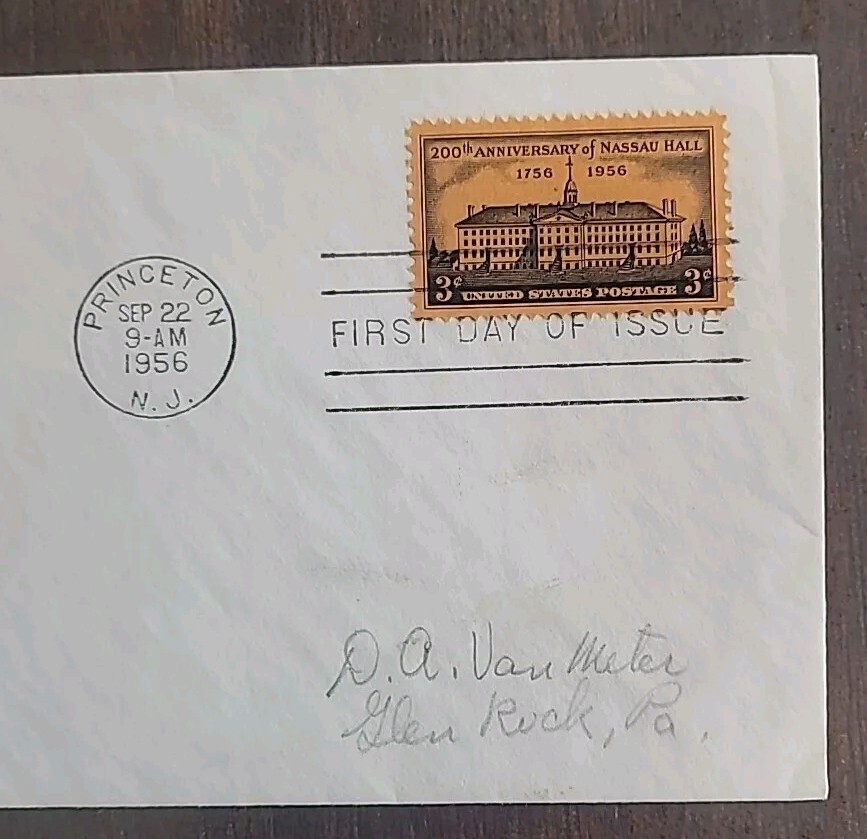 200th ANNIVERSARY of NASSAU HALL
1756 1956
3¢ UNITED STATES POSTAGE 3¢
PRINCETON
SEP 22
9-AM
1956
N. J.
FIRST DAY OF ISSUE
D. A. Van Meter
Glen Rock, Pa.